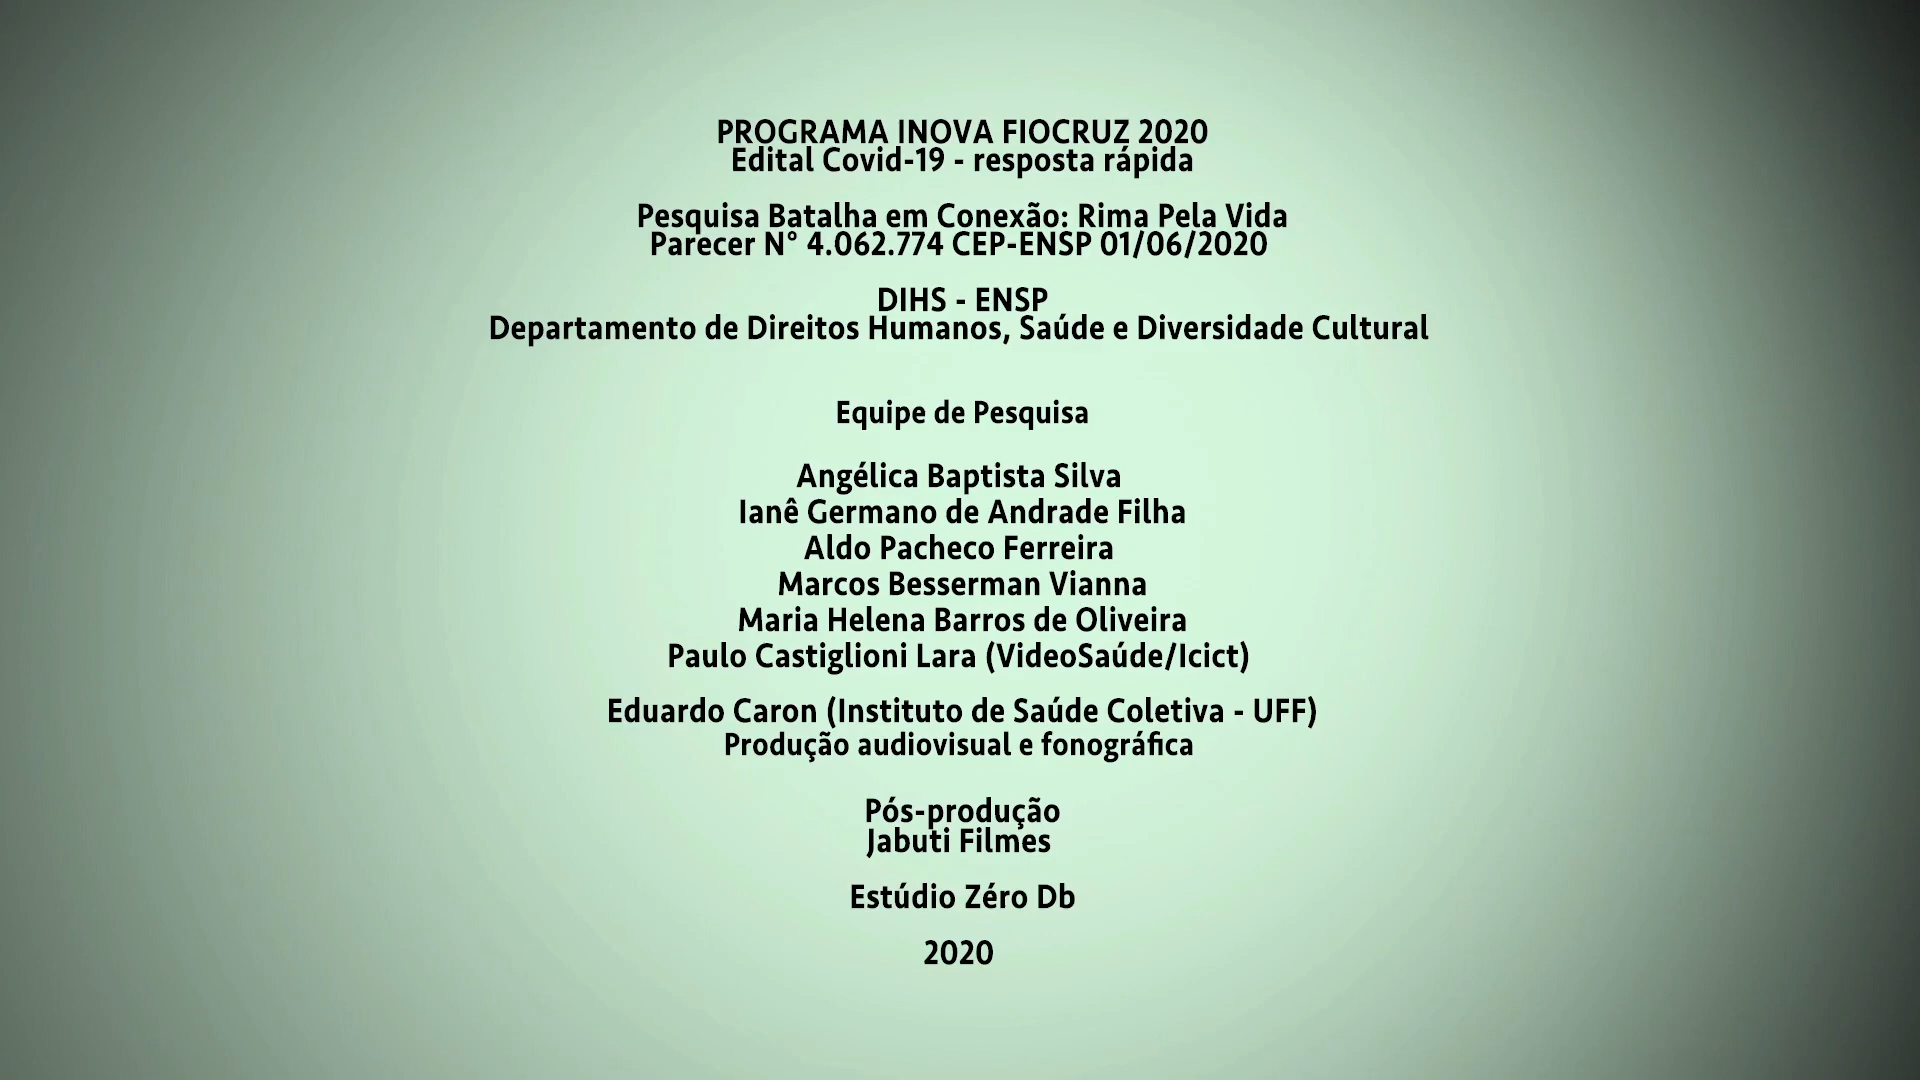 PROGRAMA INOVA FIOCRUZ 2020
Edital Covid-19 - resposta rápida
Pesquisa Batalha em Conexão: Rima Pela Vida
Parecer N° 4.062.774 CEP-ENSP 01/06/2020
DIHS - ENSP
Departamento de Direitos Humanos, Saúde e Diversidade Cultural
Equipe de Pesquisa
Angélica Baptista Silva
Ianê Germano de Andrade Filha
Aldo Pacheco Ferreira
Marcos Besserman Vianna
Maria Helena Barros de Oliveira
Paulo Castiglioni Lara (VideoSaúde/Icict)
Eduardo Caron (Instituto de Saúde Coletiva - UFF)
Produção audiovisual e fonográfica
Pós-produção
Jabuti Filmes
Estúdio Zéro Db
2020